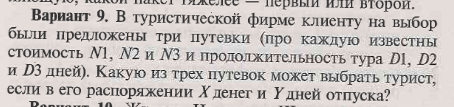 какой пакет тяжелее — первый или второй.
Вариант 9. В туристической фирме клиенту на выбор
были предложены три путевки (про каждую известны
стоимость N1, N2 и N3 и продолжительность тура D1, D2
и D3 дней). Какую из трех путевок может выбрать турист,
если в его распоряжении X денег и Y дней отпуска?
Вариант 10.